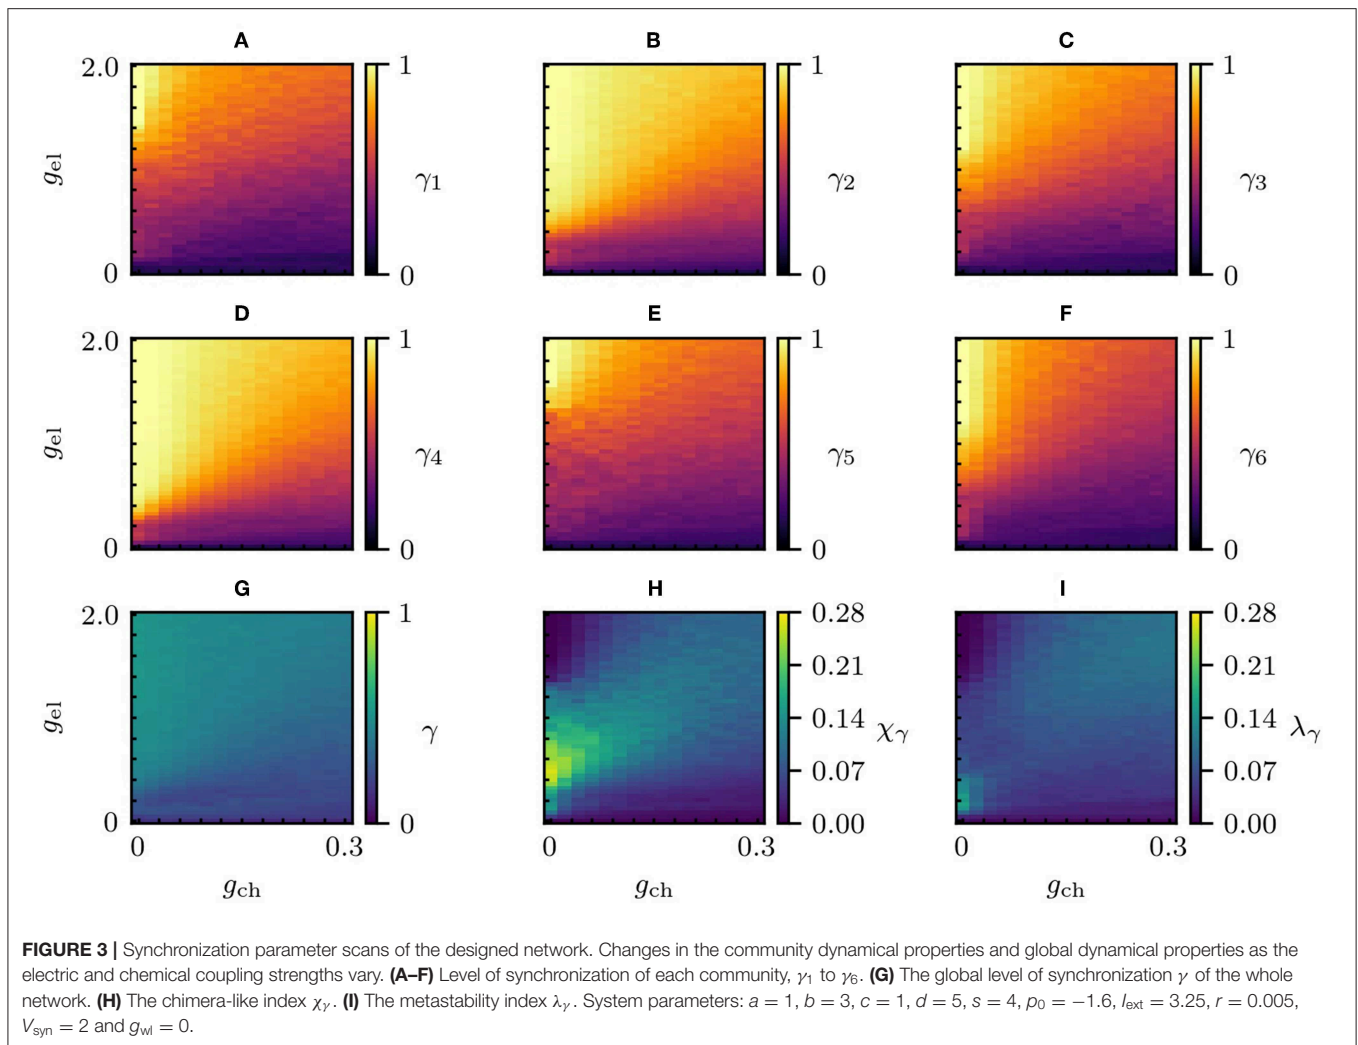 A
B
C
2.0
g_el
0
1
γ1
0
1
γ2
0
1
γ3
0
D
E
F
2.0
g_el
0
1
γ4
0
1
γ5
0
1
γ6
0
G
H
I
2.0
g_el
0
0
0.3
g_ch
1
γ
0
0
0.3
g_ch
0.28
0.21
0.14
0.07
0.00
χγ
0
0.3
g_ch
0.28
0.21
0.14
0.07
0.00
λγ
FIGURE 3 | Synchronization parameter scans of the designed network. Changes in the community dynamical properties and global dynamical properties as the
electric and chemical coupling strengths vary. (A–F) Level of synchronization of each community, γ1 to γ6. (G) The global level of synchronization γ of the whole
network. (H) The chimera-like index χγ. (I) The metastability index λγ. System parameters: a = 1, b = 3, c = 1, d = 5, s = 4, p0 = −1.6, Iext = 3.25, r = 0.005,
Vsyn = 2 and gwl = 0.